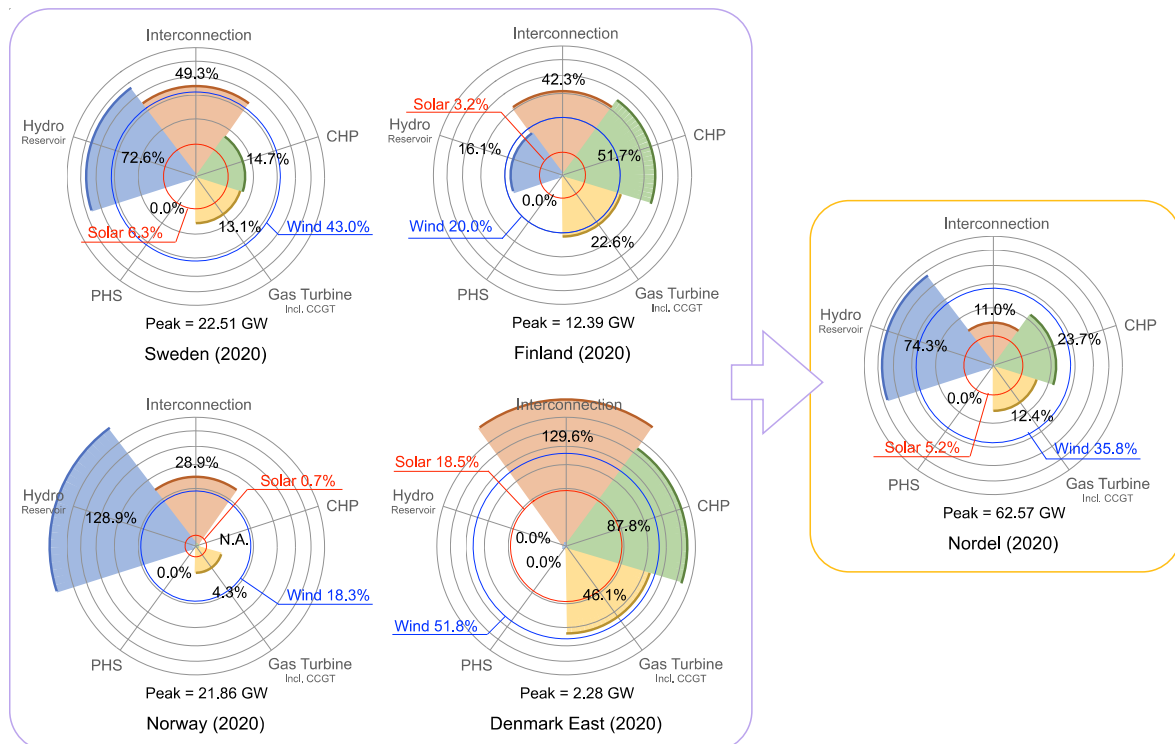 Interconnection
49.3%
Hydro
Reservoir
CHP
72.6%
14.7%
0.0%
13.1%
Solar 6.3%
Wind 43.0%
PHS
Gas Turbine
Incl. CCGT
Peak = 22.51 GW
Sweden (2020)
Interconnection
42.3%
Solar 3.2%
Hydro
Reservoir
CHP
16.1%
51.7%
0.0%
Wind 20.0%
22.6%
PHS
Gas Turbine
Incl. CCGT
Peak = 12.39 GW
Finland (2020)
Interconnection
28.9%
Solar 0.7%
Hydro
Reservoir
CHP
128.9%
N.A.
0.0%
4.3%
Wind 18.3%
PHS
Gas Turbine
Incl. CCGT
Peak = 21.86 GW
Norway (2020)
Interconnection
129.6%
Solar 18.5%
Hydro
Reservoir
CHP
87.8%
0.0%
0.0%
46.1%
Wind 51.8%
PHS
Gas Turbine
Incl. CCGT
Peak = 2.28 GW
Denmark East (2020)
Interconnection
11.0%
Hydro
Reservoir
CHP
74.3%
23.7%
0.0%
12.4%
Solar 5.2%
Wind 35.8%
PHS
Gas Turbine
Incl. CCGT
Peak = 62.57 GW
Nordel (2020)